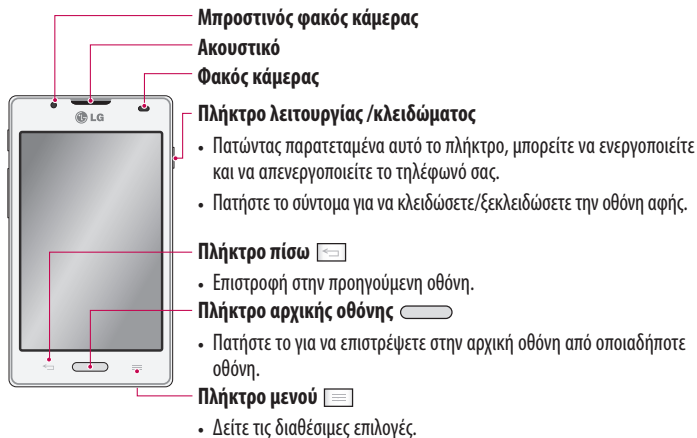 Μπροστινός φακός κάμερας
Ακουστικό
Φακός κάμερας
LG
Πλήκτρο λειτουργίας /κλειδώματος
• Πατώντας παρατεταμένα αυτό το πλήκτρο, μπορείτε να ενεργοποιείτε
και να απενεργοποιείτε το τηλέφωνό σας.
• Πατήστε το σύντομα για να κλειδώσετε/ξεκλειδώσετε την οθόνη αφής.
Πλήκτρο πίσω
• Επιστροφή στην προηγούμενη οθόνη.
Πλήκτρο αρχικής οθόνης
• Πατήστε το για να επιστρέψετε στην αρχική οθόνη από οποιαδήποτε
οθόνη.
Πλήκτρο μενού
• Δείτε τις διαθέσιμες επιλογές.